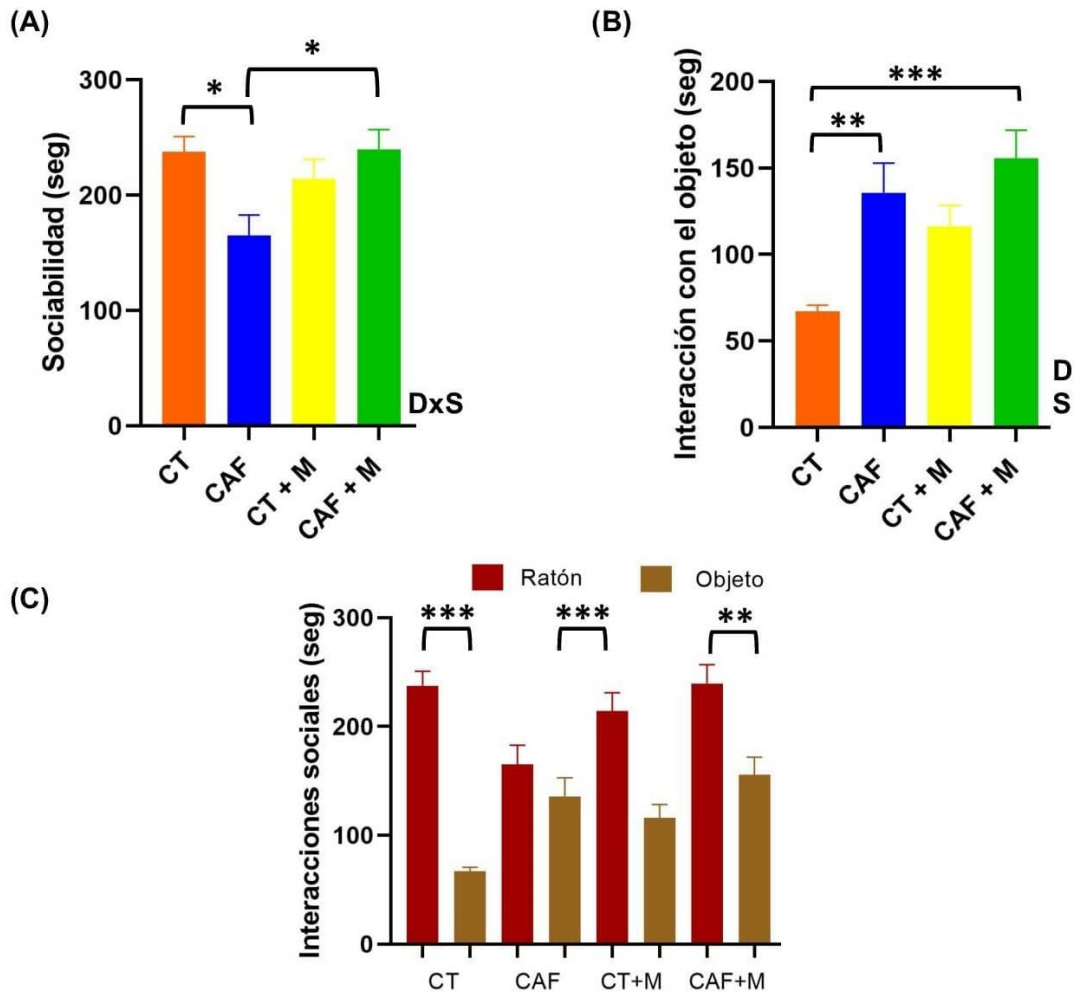 (A)
Sociabilidad (seg)
300
200
100
0
*
*
DxS
CT
CAF
CT + M
CAF + M
(B)
Interacción con el objeto (seg)
200
150
100
50
0
***
**
D
S
CT
CAF
CT + M
CAF + M
(C)
Ratón
Objeto
Interacciones sociales (seg)
300
200
100
0
***
***
**
CT
CAF
CT+M
CAF+M